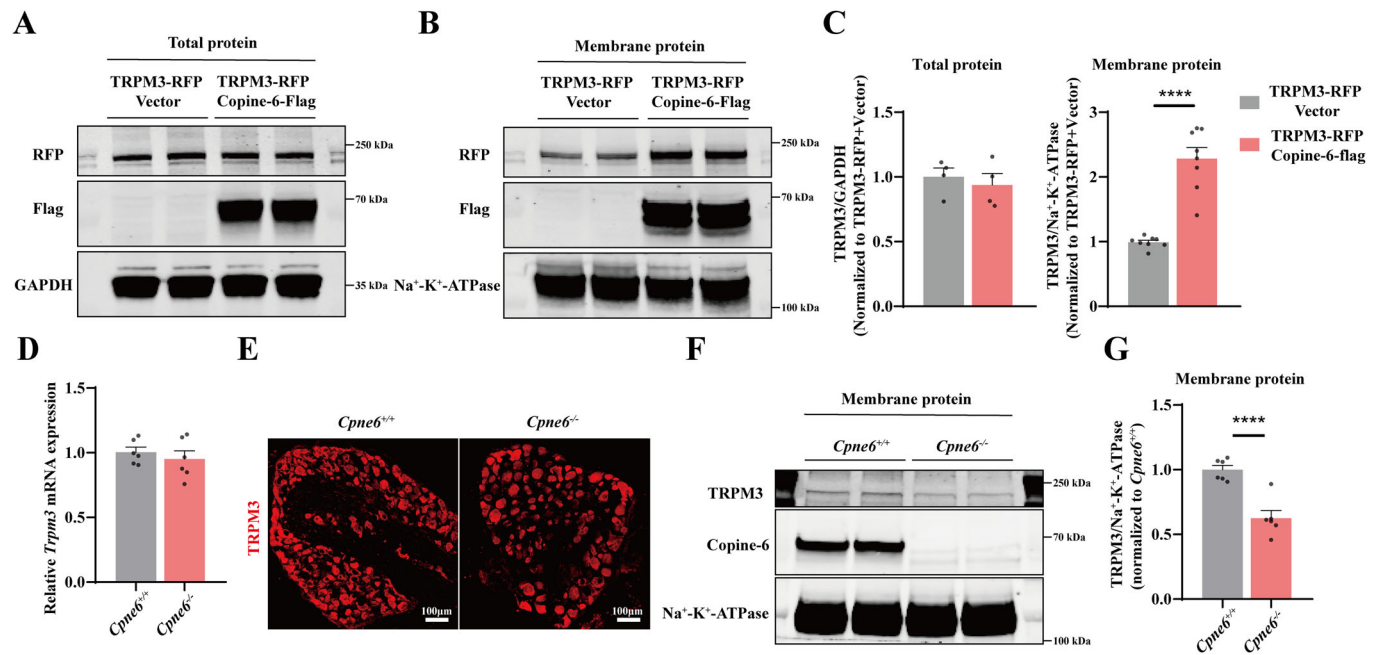 A
Total protein
TRPM3-RFP
Vector
TRPM3-RFP
Copine-6-Flag
RFP
250 kDa
Flag
70 kDa
GAPDH
35 kDa
B
Membrane protein
TRPM3-RFP
Vector
TRPM3-RFP
Copine-6-Flag
RFP
250 kDa
Flag
70 kDa
Na⁺-K⁺-ATPase
100 kDa
C
Total protein
TRPM3/GAPDH
(Normalized to TRPM3-RFP+Vector)
1.5
1.0
0.5
0.0
Membrane protein
TRPM3/Na⁺-K⁺-ATPase
(Normalized to TRPM3-RFP+Vector)
3
2
1
0
****
TRPM3-RFP
Vector
TRPM3-RFP
Copine-6-flag
D
Relative Trpm3 mRNA expression
1.5
1.0
0.5
0.0
Cpne6⁺/⁺
Cpne6⁻/⁻
E
Cpne6⁺/⁺
Cpne6⁻/⁻
TRPM3
100μm
100μm
F
Membrane protein
Cpne6⁺/⁺
Cpne6⁻/⁻
TRPM3
250 kDa
Copine-6
70 kDa
Na⁺-K⁺-ATPase
100 kDa
G
Membrane protein
TRPM3/Na⁺-K⁺-ATPase
(normalized to Cpne6⁺/⁺)
1.5
1.0
0.5
0.0
****
Cpne6⁺/⁺
Cpne6⁻/⁻